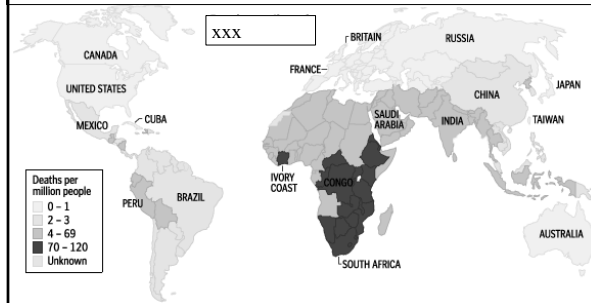 XXX
BRITAIN
RUSSIA
CANADA
FRANCE
UNITED STATES
JAPAN
CHINA
CUBA
SAUDI
ARABIA
INDIA
TAIWAN
MEXICO
IVORY
COAST
CONGO
PERU
BRAZIL
AUSTRALIA
SOUTH AFRICA
Deaths per
million people
0 – 1
2 – 3
4 – 69
70 – 120
Unknown